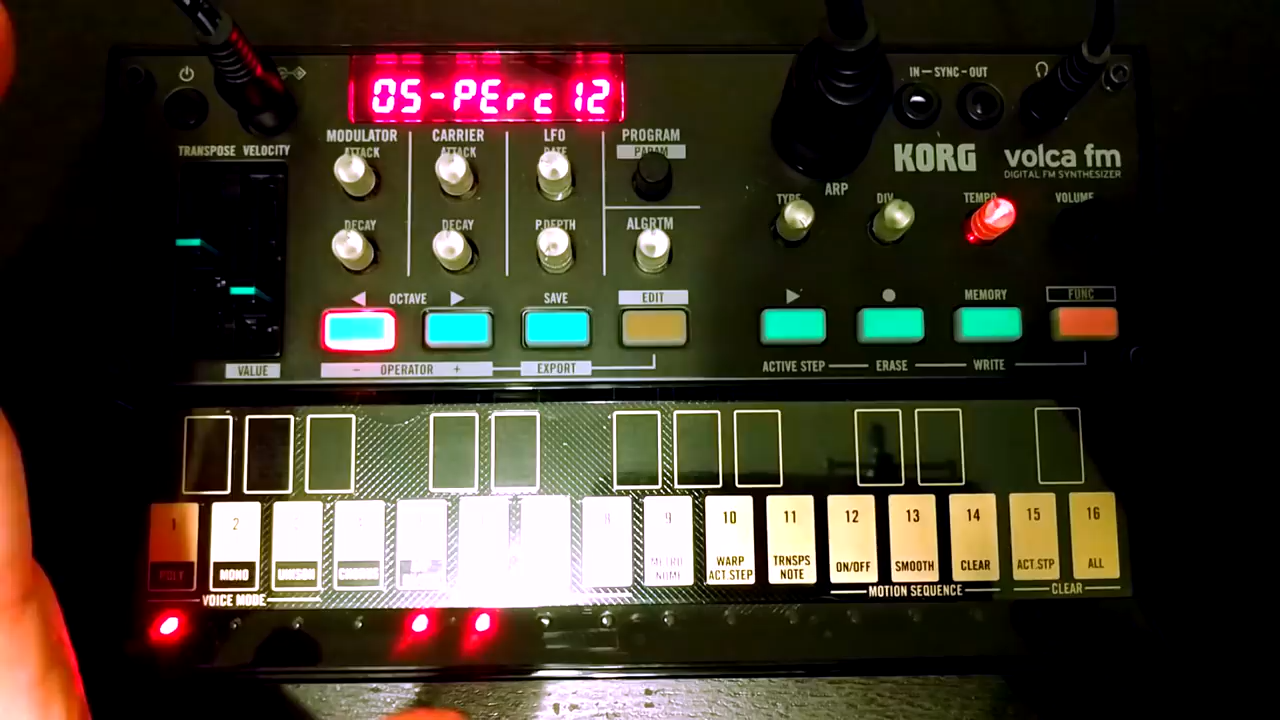 05-PErc 12
IN – SYNC – OUT
MODULATOR CARRIER LFO PROGRAM
ATTACK ATTACK RATE PARAM
TRANSPOSE VELOCITY
KORG volca fm
DIGITAL FM SYNTHESIZER
ARP
TYPE DIV TEMPO VOLUME
DECAY DECAY P.DEPTH ALGRTM
OCTAVE SAVE EDIT MEMORY FUNC
VALUE – OPERATOR + EXPORT ACTIVE STEP ERASE WRITE
1 2 8 9 10 11 12 13 14 15 16
POLY MONO UNISON CHORUS METRONOME WARP ACT.STEP TRNSPS NOTE ON/OFF SMOOTH CLEAR ACT.STP ALL
VOICE MODE MOTION SEQUENCE CLEAR